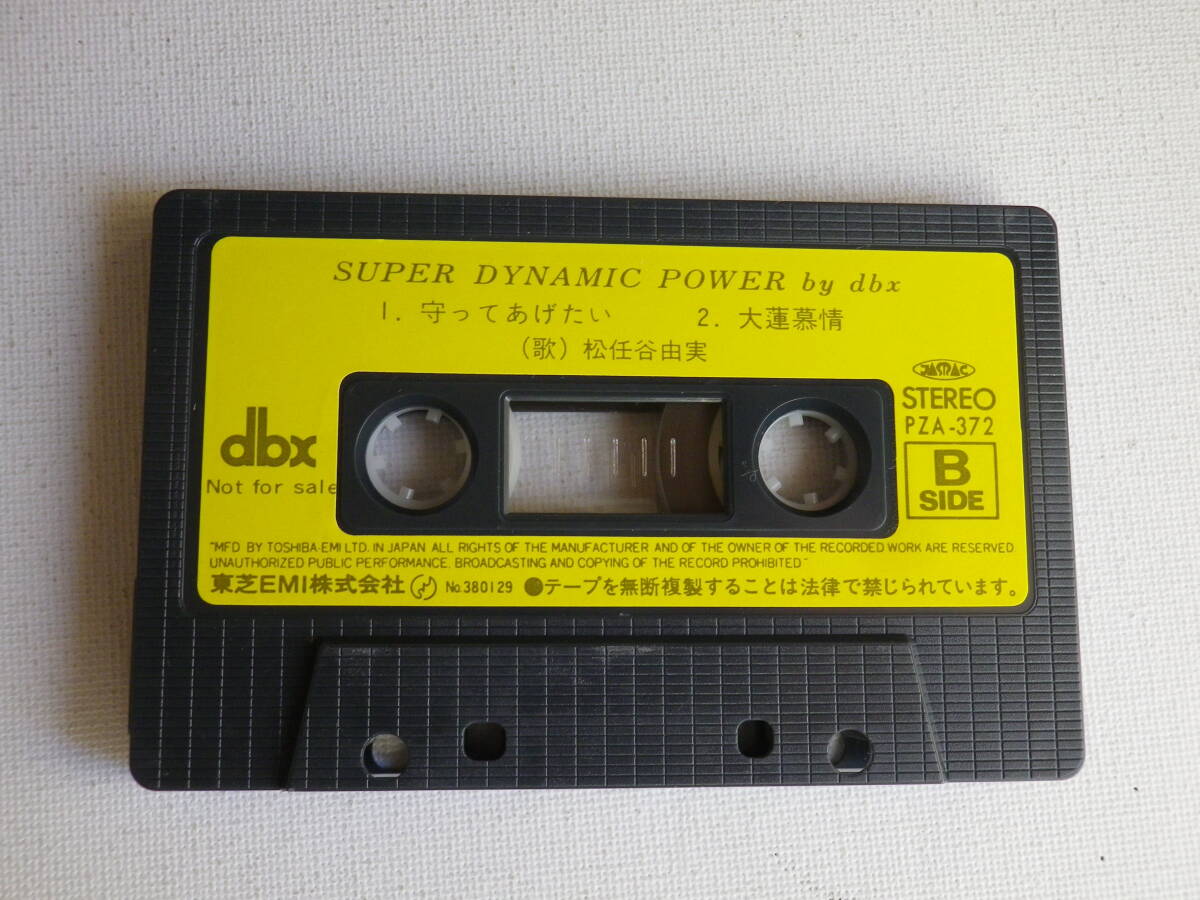 SUPER DYNAMIC POWER by dbx
1. 守ってあげたい 2. 大蓮慕情
(歌) 松任谷由実
JASRAC
STEREO
PZA-372
dbx
Not for sale
B
SIDE
"MFD BY TOSHIBA-EMI LTD. IN JAPAN ALL RIGHTS OF THE MANUFACTURER AND OF THE OWNER OF THE RECORDED WORK ARE RESERVED
UNAUTHORIZED PUBLIC PERFORMANCE. BROADCASTING AND COPYING OF THE RECORD PROHIBITED"
東芝EMI株式会社 No.380129 ●テープを無断複製することは法律で禁じられています。